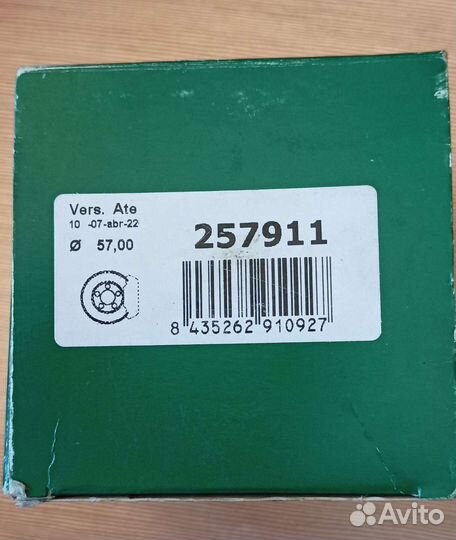 Vers. Ate
10 -07-abr-22
Ø 57,00
257911
8 435262 910927
Avito